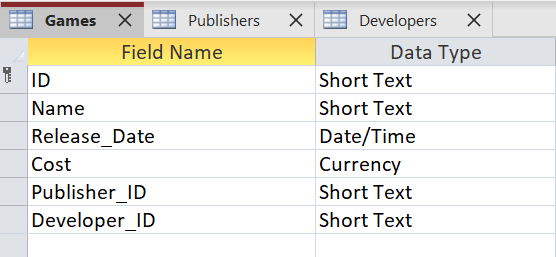 Games Publishers Developers
Field Name Data Type
ID Short Text
Name Short Text
Release_Date Date/Time
Cost Currency
Publisher_ID Short Text
Developer_ID Short Text